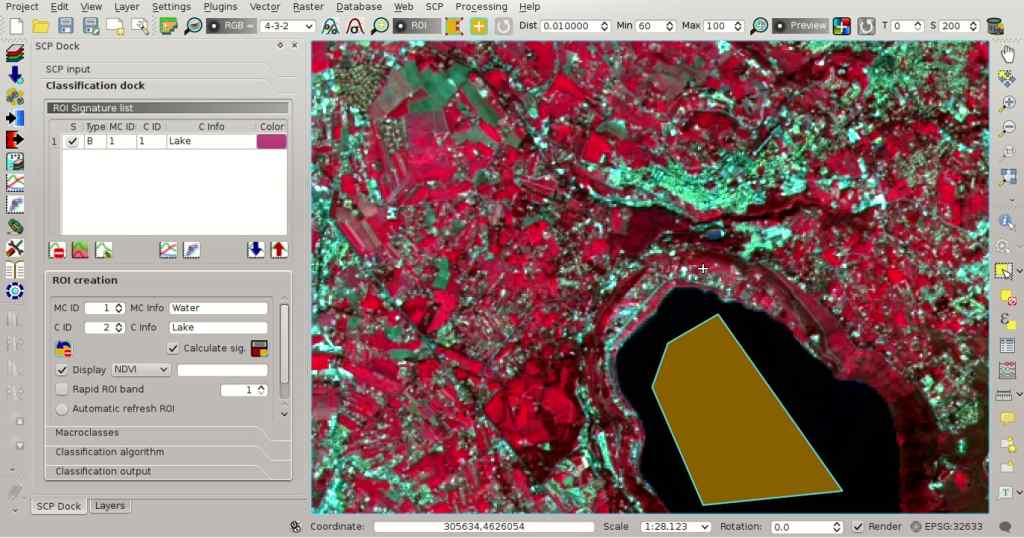 Project Edit View Layer Settings Plugins Vector Raster Database Web SCP Processing Help
RGB = 4-3-2 ROI Dist 0.010000 Min 60 Max 100 Preview T 0 S 200
SCP Dock
SCP input
Classification dock
ROI Signature list
S Type MC ID C ID C Info Color
1 B 1 1 Lake
ROI creation
MC ID 1 MC Info Water
C ID 2 C Info Lake
Calculate sig.
Display NDVI
Rapid ROI band 1
Automatic refresh ROI
Macroclasses
Classification algorithm
Classification output
SCP Dock Layers
Coordinate: 305634,4626054 Scale 1:28.123 Rotation: 0.0 Render EPSG:32633